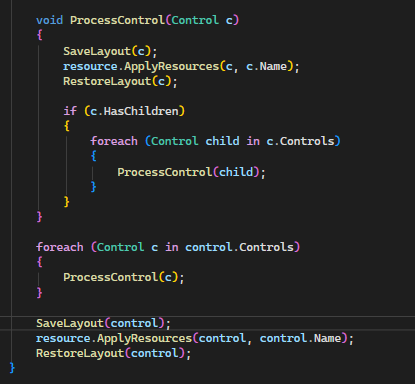 void ProcessControl(Control c)
{
SaveLayout(c);
resource.ApplyResources(c, c.Name);
RestoreLayout(c);
if (c.HasChildren)
{
foreach (Control child in c.Controls)
{
ProcessControl(child);
}
}
}
foreach (Control c in control.Controls)
{
ProcessControl(c);
}
SaveLayout(control);
resource.ApplyResources(control, control.Name);
RestoreLayout(control);
}